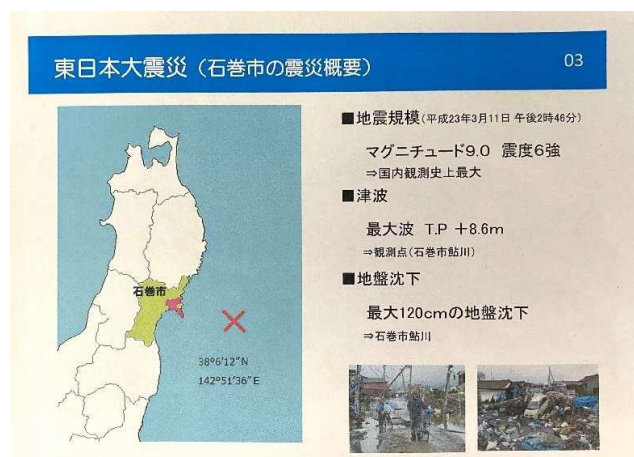 東日本大震災（石巻市の震災概要）
03
■地震規模（平成23年3月11日 午後2時46分）
マグニチュード9.0 震度6強
⇒国内観測史上最大
■津波
最大波 T.P ＋8.6m
⇒観測点（石巻市鮎川）
■地盤沈下
最大120cmの地盤沈下
⇒石巻市鮎川
石巻市
38º6'12"N
142º51'36"E